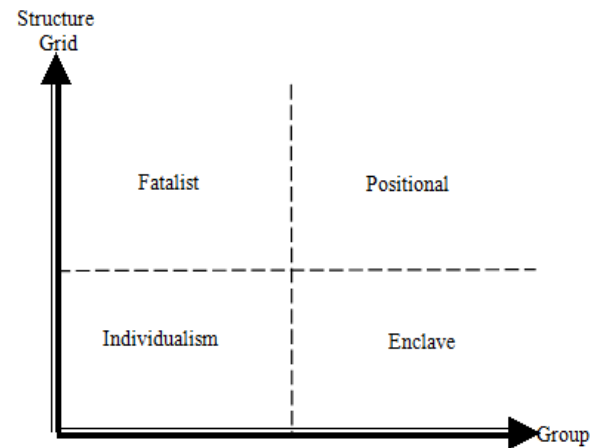 Structure
Grid
Fatalist
Positional
Individualism
Enclave
Group